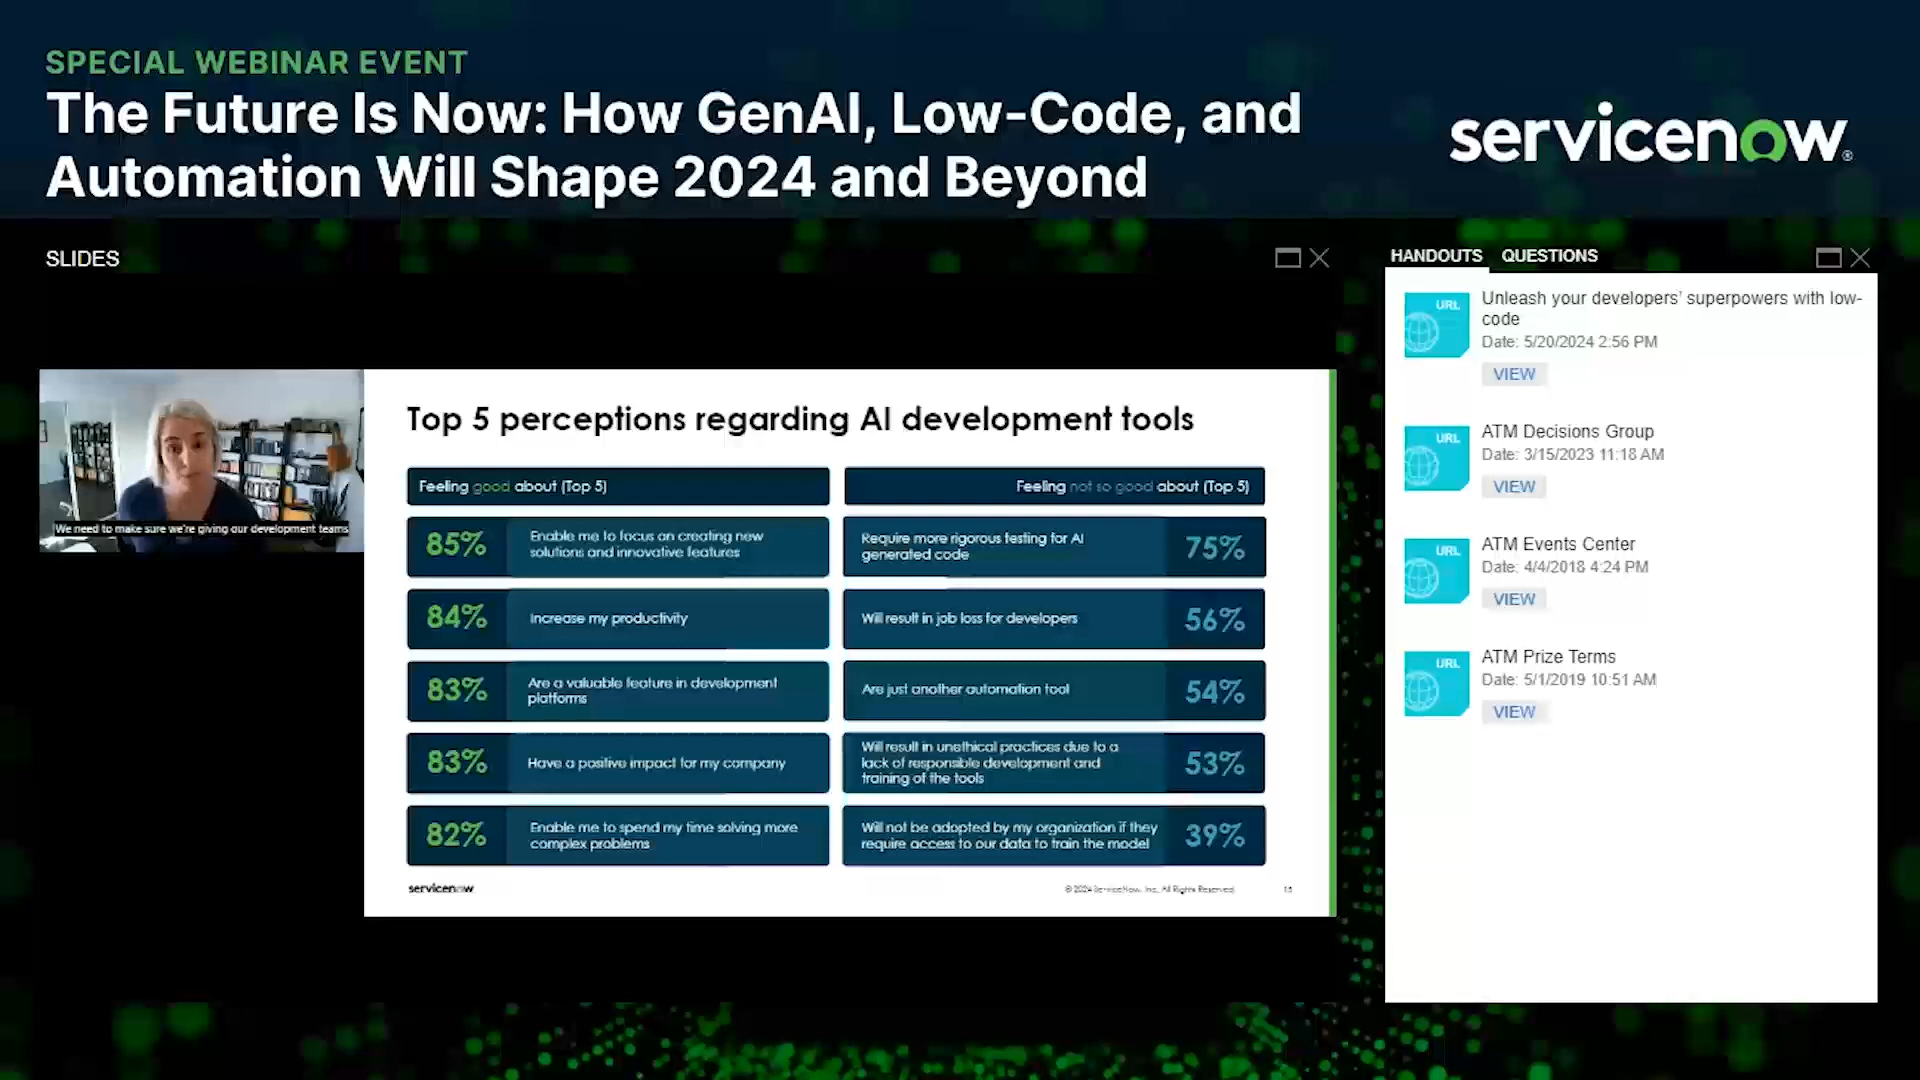 SPECIAL WEBINAR EVENT
The Future Is Now: How GenAI, Low-Code, and
Automation Will Shape 2024 and Beyond
servicenow®
SLIDES
We need to make sure we're giving our development teams
Top 5 perceptions regarding AI development tools
Feeling good about (Top 5)
85%
Enable me to focus on creating new
solutions and innovative features
84%
Increase my productivity
83%
Are a valuable feature in development
platforms
83%
Have a positive impact for my company
82%
Enable me to spend my time solving more
complex problems
Feeling not so good about (Top 5)
Require more rigorous testing for AI
generated code
75%
Will result in job loss for developers
56%
Are just another automation tool
54%
Will result in unethical practices due to a
lack of responsible development and
training of the tools
53%
Will not be adopted by my organization if they
require access to our data to train the model
39%
servicenow
© 2024 ServiceNow, Inc. All Rights Reserved.
HANDOUTS QUESTIONS
URL
Unleash your developers' superpowers with low-
code
Date: 5/20/2024 2:56 PM
VIEW
URL
ATM Decisions Group
Date: 3/15/2023 11:18 AM
VIEW
URL
ATM Events Center
Date: 4/4/2018 4:24 PM
VIEW
URL
ATM Prize Terms
Date: 5/1/2019 10:51 AM
VIEW